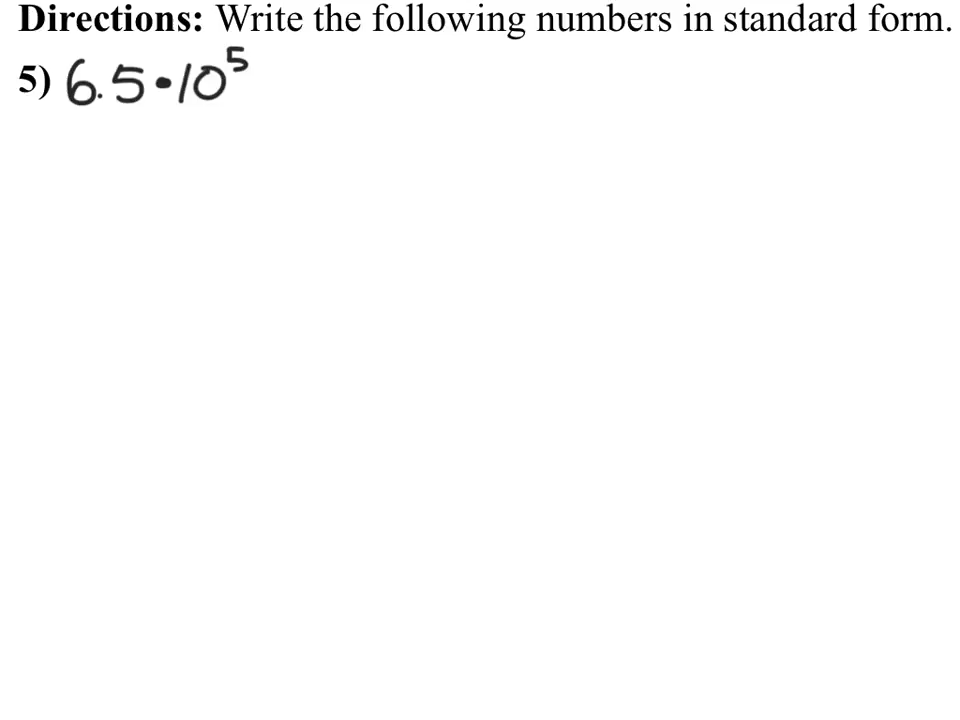 Directions: Write the following numbers in standard form.
5) 6.5•10⁵